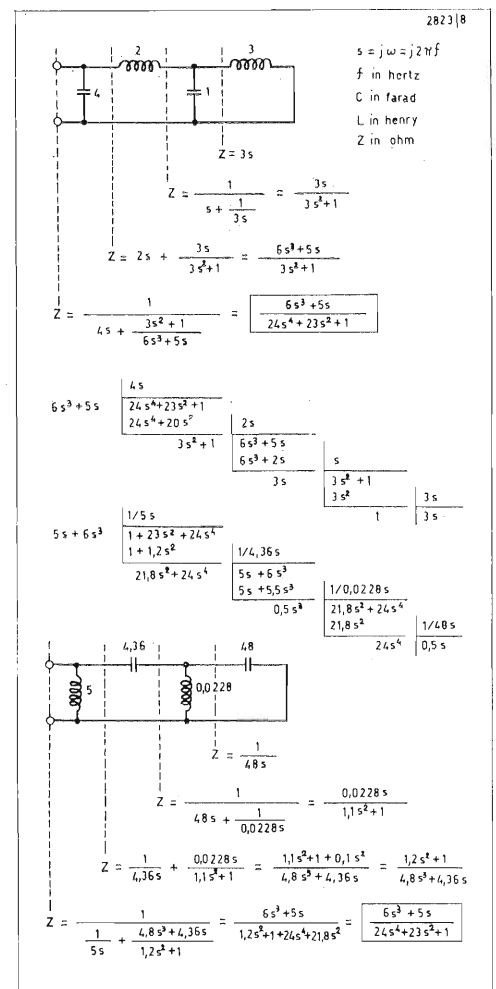 2823|8
2 3
s = jω = j2πf
f in hertz
4 1
C in farad
L in henry
Z in ohm
Z = 3s
Z = 1/(s + 1/(3s)) = 3s/(3s²+1)
Z = 2s + 3s/(3s²+1) = (6s³+5s)/(3s²+1)
Z = 1/(4s + (3s²+1)/(6s³+5s)) = (6s³+5s)/(24s⁴+23s²+1)
4s
6s³+5s 24s⁴+23s²+1 2s
24s⁴+20s² 6s³+5s
3s²+1 6s³+2s s
3s 3s²+1
3s² 3s
1 3s
1/5s
5s+6s³ 1+23s²+24s⁴
1+1,2s² 1/4,36s
21,8s²+24s⁴ 5s+6s³
5s+5,5s³ 1/0,0228s
0,5s³ 21,8s²+24s⁴
21,8s² 1/48s
24s⁴ 0,5s
4,36 48
5 0,0228
Z = 1/(48s)
Z = 1/(48s + 1/(0,0228s)) = 0,0228s/(1,1s²+1)
Z = 1/(4,36s) + 0,0228s/(1,1s²+1) = (1,1s²+1+0,1s²)/(4,8s³+4,36s) = (1,2s²+1)/(4,8s³+4,36s)
Z = 1/(1/(5s) + (4,8s³+4,36s)/(1,2s²+1)) = (6s³+5s)/(1,2s²+1+24s⁴+21,8s²) = (6s³+5s)/(24s⁴+23s²+1)